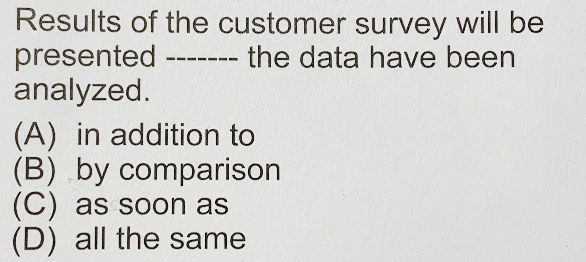 Results of the customer survey will be
presented ------- the data have been
analyzed.
(A) in addition to
(B) by comparison
(C) as soon as
(D) all the same